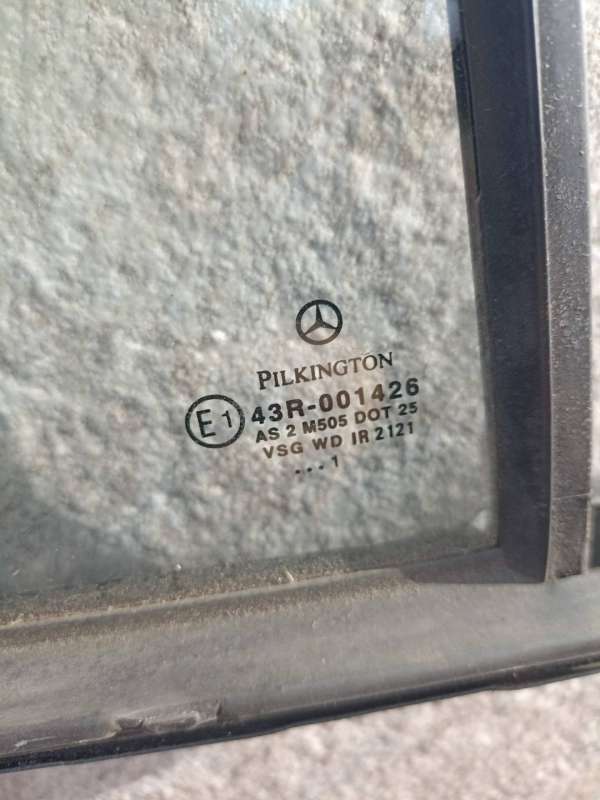 PILKINGTON
E1 43R-001426
AS 2 M505 DOT 25
VSG WD IR 2121
...1